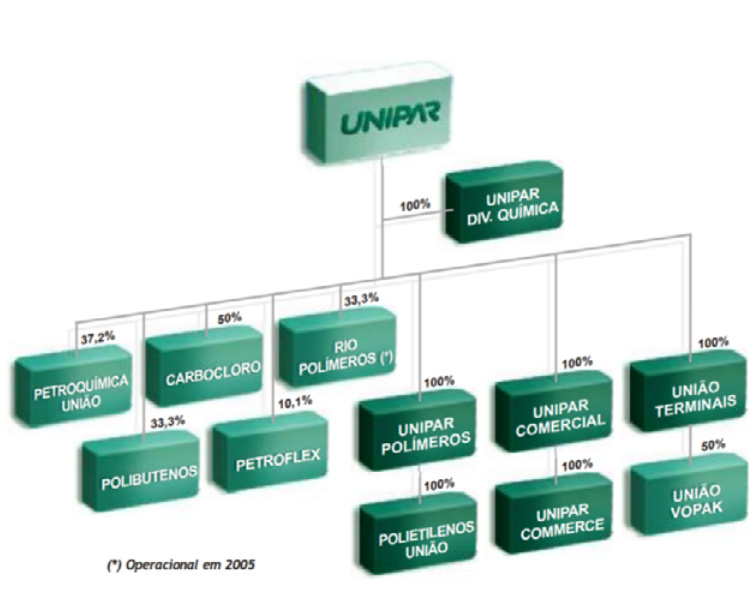 UNIPAR
100%
UNIPAR
DIV. QUÍMICA
37,2%
PETROQUÍMICA
UNIÃO
33,3%
POLIBUTENOS
50%
CARBOCLORO
10,1%
PETROFLEX
33,3%
RIO
POLÍMEROS (*)
100%
UNIPAR
POLÍMEROS
100%
POLIETILENOS
UNIÃO
100%
UNIPAR
COMERCIAL
100%
UNIPAR
COMMERCE
100%
UNIÃO
TERMINAIS
50%
UNIÃO
VOPAK
(*) Operacional em 2005